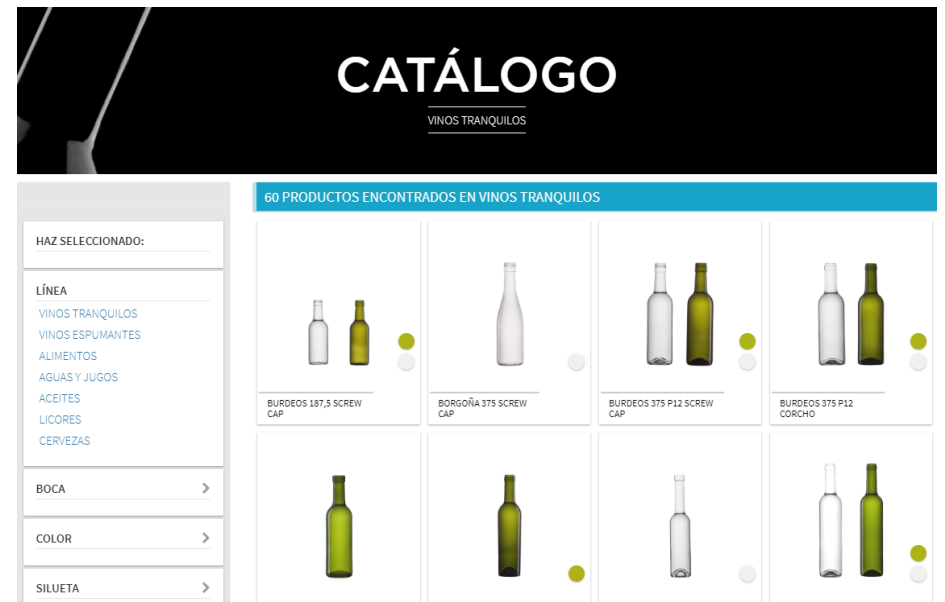 CATÁLOGO
VINOS TRANQUILOS
60 PRODUCTOS ENCONTRADOS EN VINOS TRANQUILOS
HAZ SELECCIONADO:
LÍNEA
VINOS TRANQUILOS
VINOS ESPUMANTES
ALIMENTOS
AGUAS Y JUGOS
ACEITES
LICORES
CERVEZAS
BOCA
COLOR
SILUETA
BURDEOS 187,5 SCREW
CAP
BORGOÑA 375 SCREW
CAP
BURDEOS 375 P12 SCREW
CAP
BURDEOS 375 P12
CORCHO